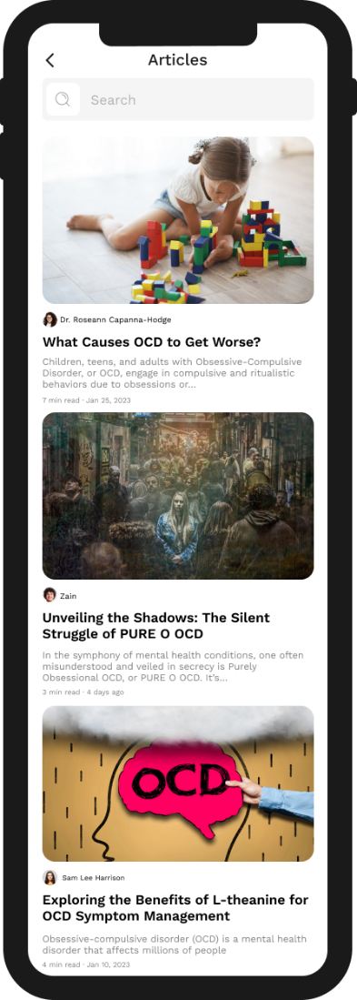 Articles
Search
Dr. Roseann Capanna-Hodge
What Causes OCD to Get Worse?
Children, teens, and adults with Obsessive-Compulsive
Disorder, or OCD, engage in compulsive and ritualistic
behaviors due to obsessions or...
7 min read · Jan 25, 2023
Zain
Unveiling the Shadows: The Silent
Struggle of PURE O OCD
In the symphony of mental health conditions, one often
misunderstood and veiled in secrecy is Purely
Obsessional OCD, or PURE O OCD. It's...
3 min read · 4 days ago
OCD
Sam Lee Harrison
Exploring the Benefits of L-theanine for
OCD Symptom Management
Obsessive-compulsive disorder (OCD) is a mental health
disorder that affects millions of people
4 min read · Jan 10, 2023